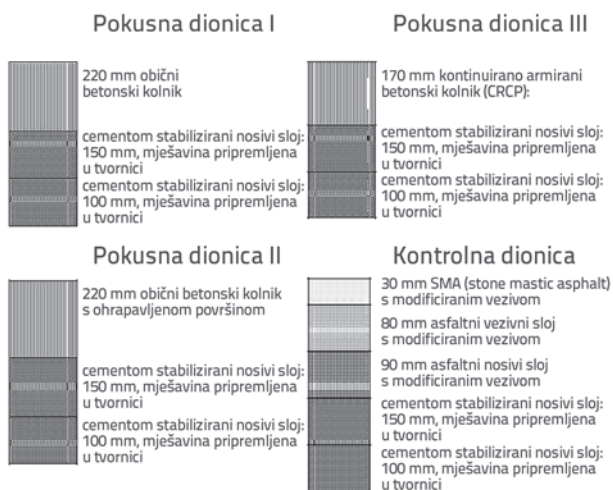 Pokusna dionica I
220 mm obični
betonski kolnik
cementom stabilizirani nosivi sloj:
150 mm, mješavina pripremljena
u tvornici
cementom stabilizirani nosivi sloj:
100 mm, mješavina pripremljena
u tvornici
Pokusna dionica III
170 mm kontinuirano armirani
betonski kolnik (CRCP):
cementom stabilizirani nosivi sloj:
150 mm, mješavina pripremljena
u tvornici
cementom stabilizirani nosivi sloj:
100 mm, mješavina pripremljena
u tvornici
Pokusna dionica II
220 mm obični betonski kolnik
s ohrapavljenom površinom
cementom stabilizirani nosivi sloj:
150 mm, mješavina pripremljena
u tvornici
cementom stabilizirani nosivi sloj:
100 mm, mješavina pripremljena
u tvornici
Kontrolna dionica
30 mm SMA (stone mastic asphalt)
s modificiranim vezivom
80 mm asfaltni vezivni sloj
s modificiranim vezivom
90 mm asfaltni nosivi sloj
s modificiranim vezivom
cementom stabilizirani nosivi sloj:
150 mm, mješavina pripremljena
u tvornici
cementom stabilizirani nosivi sloj:
100 mm, mješavina pripremljena
u tvornici